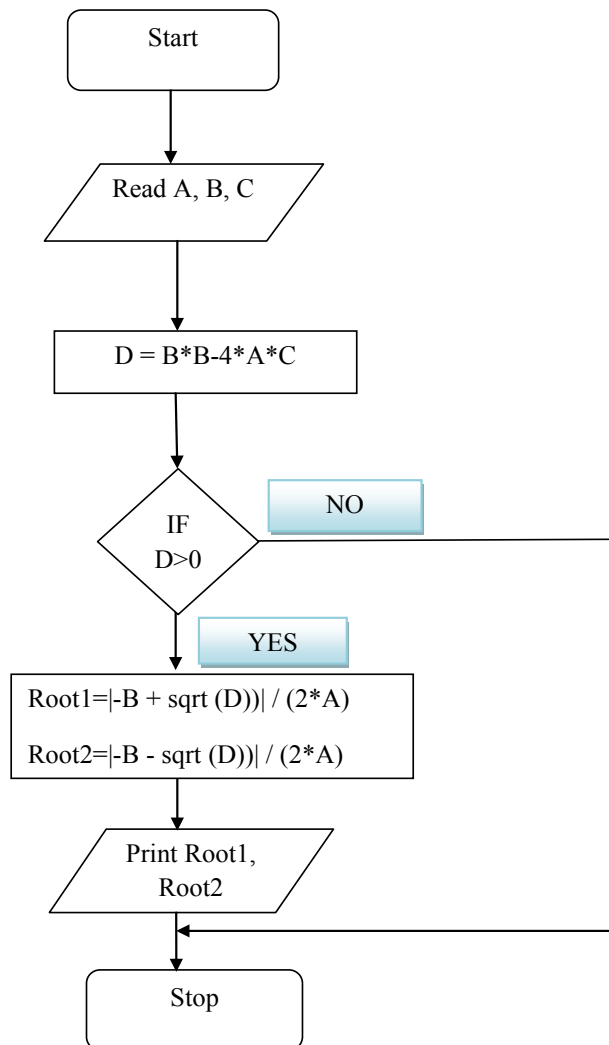 Start
Read A, B, C
D = B*B-4*A*C
IF
D>0
NO
YES
Root1=|-B + sqrt (D))| / (2*A)
Root2=|-B - sqrt (D))| / (2*A)
Print Root1,
Root2
Stop